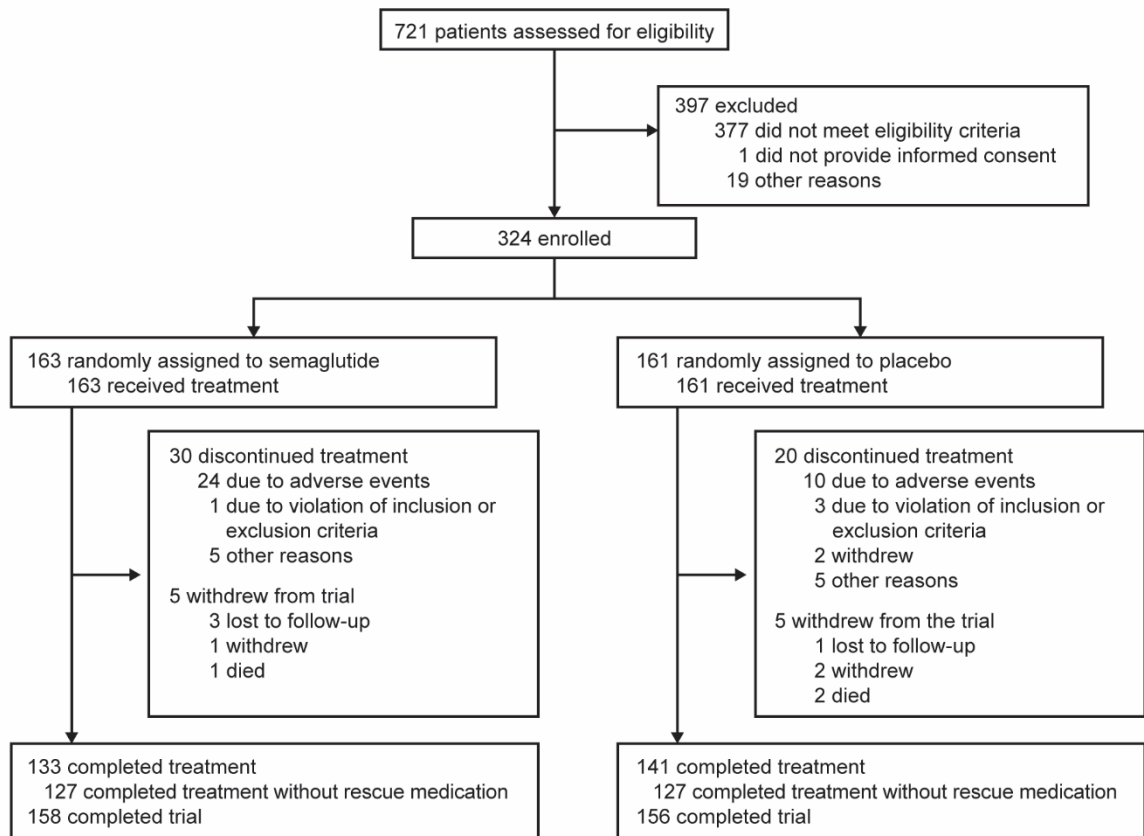 721 patients assessed for eligibility
397 excluded
377 did not meet eligibility criteria
1 did not provide informed consent
19 other reasons
324 enrolled
163 randomly assigned to semaglutide
163 received treatment
161 randomly assigned to placebo
161 received treatment
30 discontinued treatment
24 due to adverse events
1 due to violation of inclusion or
exclusion criteria
5 other reasons
5 withdrew from trial
3 lost to follow-up
1 withdrew
1 died
20 discontinued treatment
10 due to adverse events
3 due to violation of inclusion or
exclusion criteria
2 withdrew
5 other reasons
5 withdrew from the trial
1 lost to follow-up
2 withdrew
2 died
133 completed treatment
127 completed treatment without rescue medication
158 completed trial
141 completed treatment
127 completed treatment without rescue medication
156 completed trial